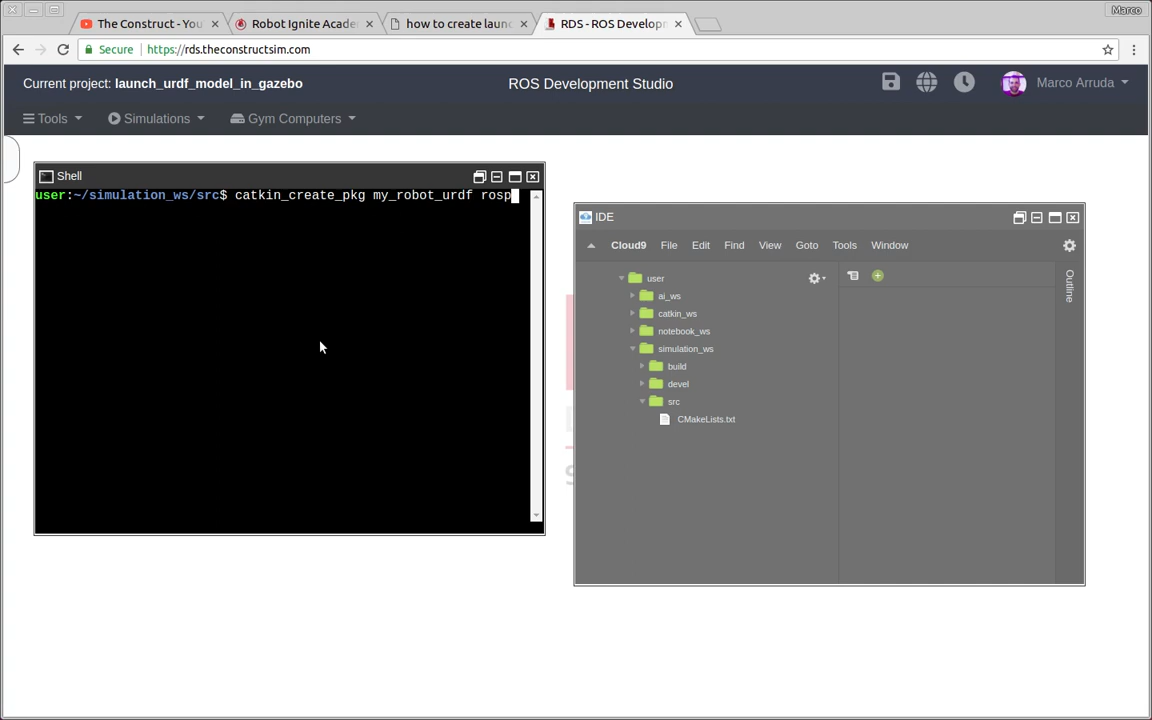 Marco
The Construct - You
Robot Ignite Acade
how to create laun
RDS - ROS Develop
Secure
https://rds.theconstructsim.com
Current project: launch_urdf_model_in_gazebo
ROS Development Studio
Marco Arruda
Tools
Simulations
Gym Computers
Shell
user:~/simulation_ws/src$ catkin_create_pkg my_robot_urdf rosp
IDE
Cloud9 File Edit Find View Goto Tools Window
user
ai_ws
catkin_ws
notebook_ws
simulation_ws
build
devel
src
CMakeLists.txt
Outline